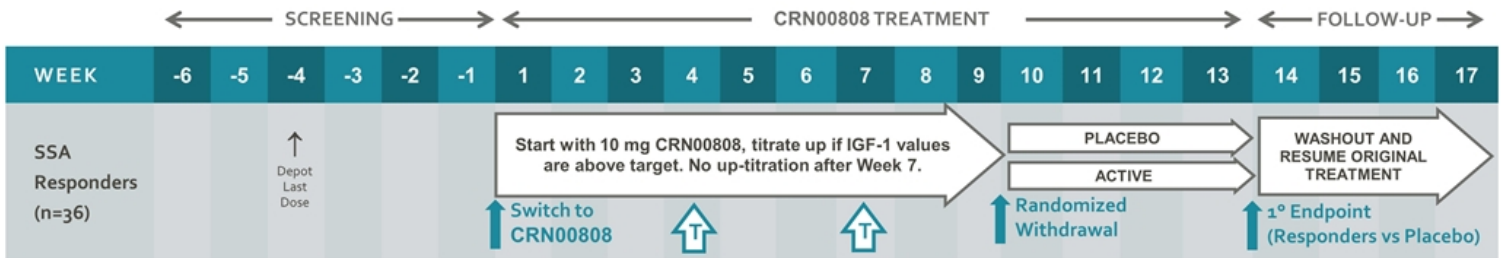 SCREENING
CRN00808 TREATMENT
FOLLOW-UP
WEEK -6 -5 -4 -3 -2 -1 1 2 3 4 5 6 7 8 9 10 11 12 13 14 15 16 17
SSA
Responders
(n=36)
↑
Depot
Last
Dose
Start with 10 mg CRN00808, titrate up if IGF-1 values
are above target. No up-titration after Week 7.
PLACEBO
ACTIVE
WASHOUT AND
RESUME ORIGINAL
TREATMENT
Switch to
CRN00808
T
T
Randomized
Withdrawal
1° Endpoint
(Responders vs Placebo)